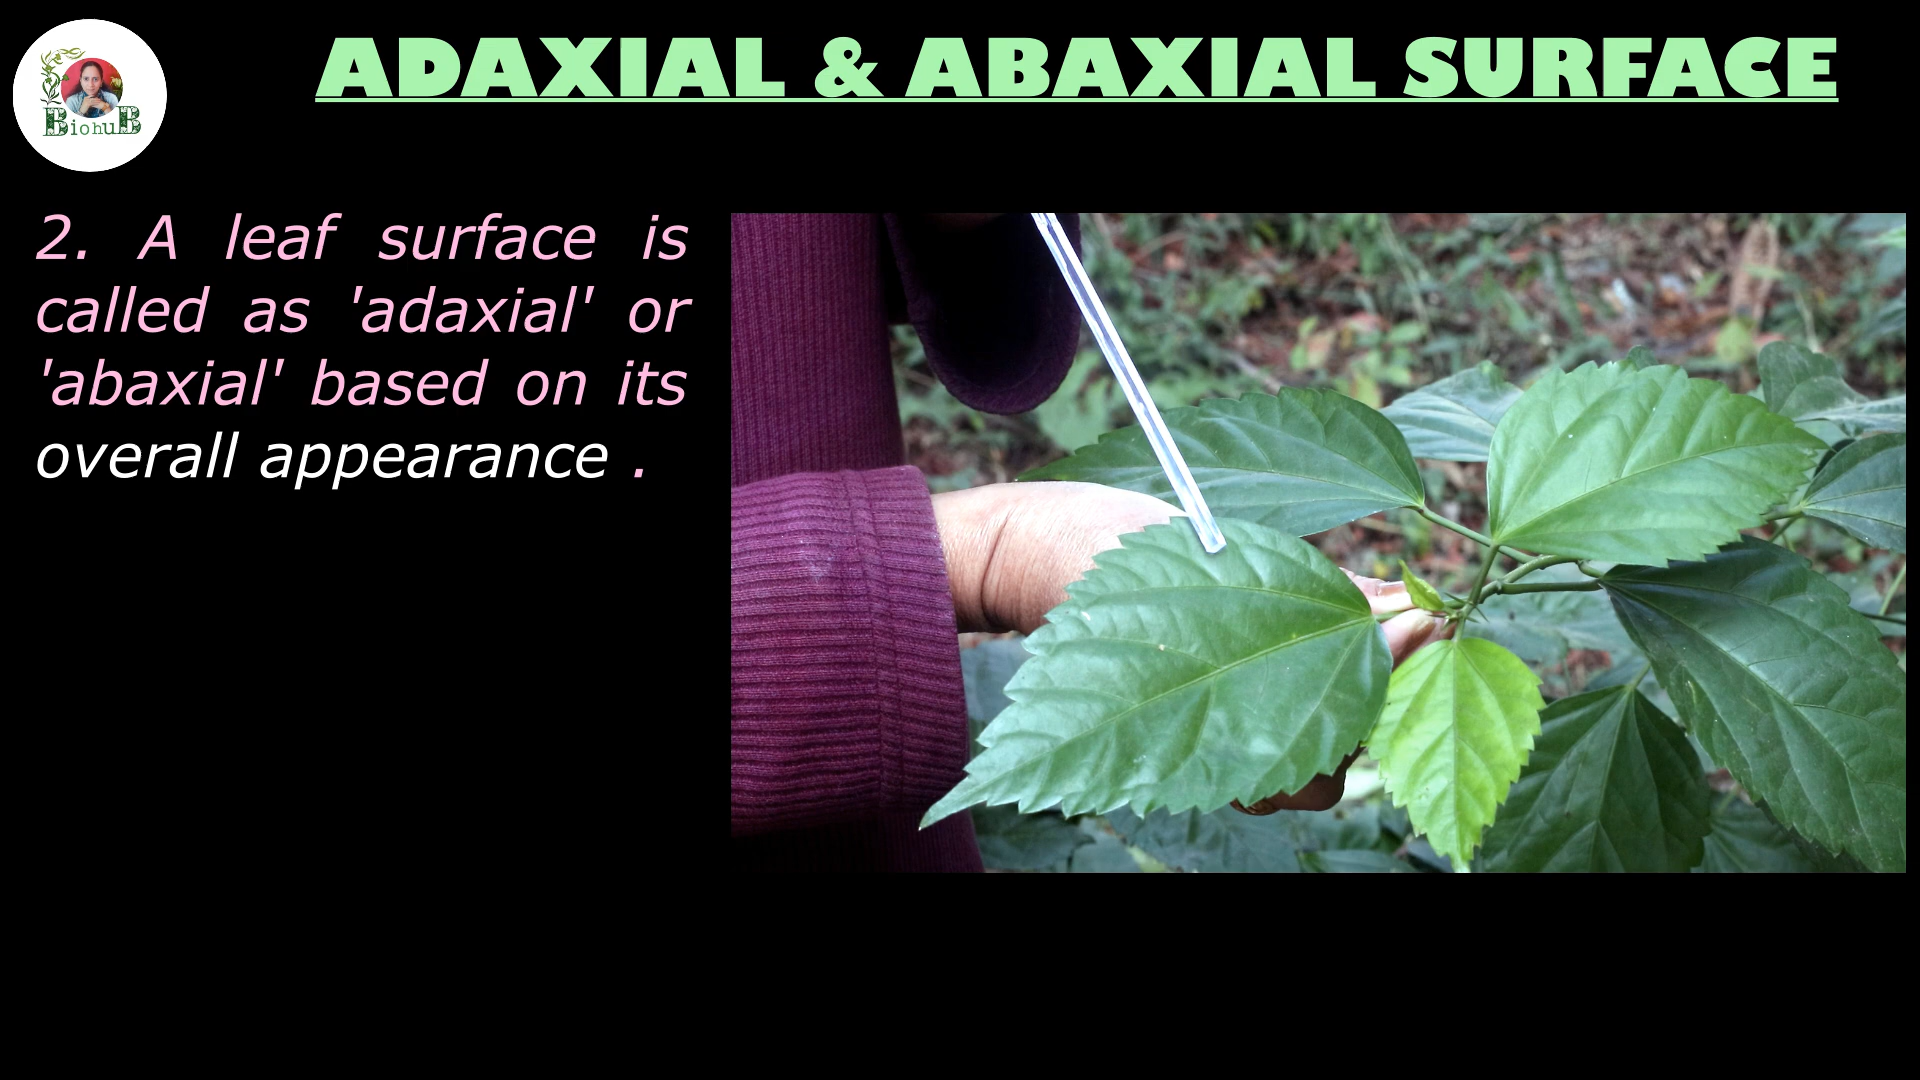 BiohuB
ADAXIAL & ABAXIAL SURFACE
2. A leaf surface is
called as 'adaxial' or
'abaxial' based on its
overall appearance .